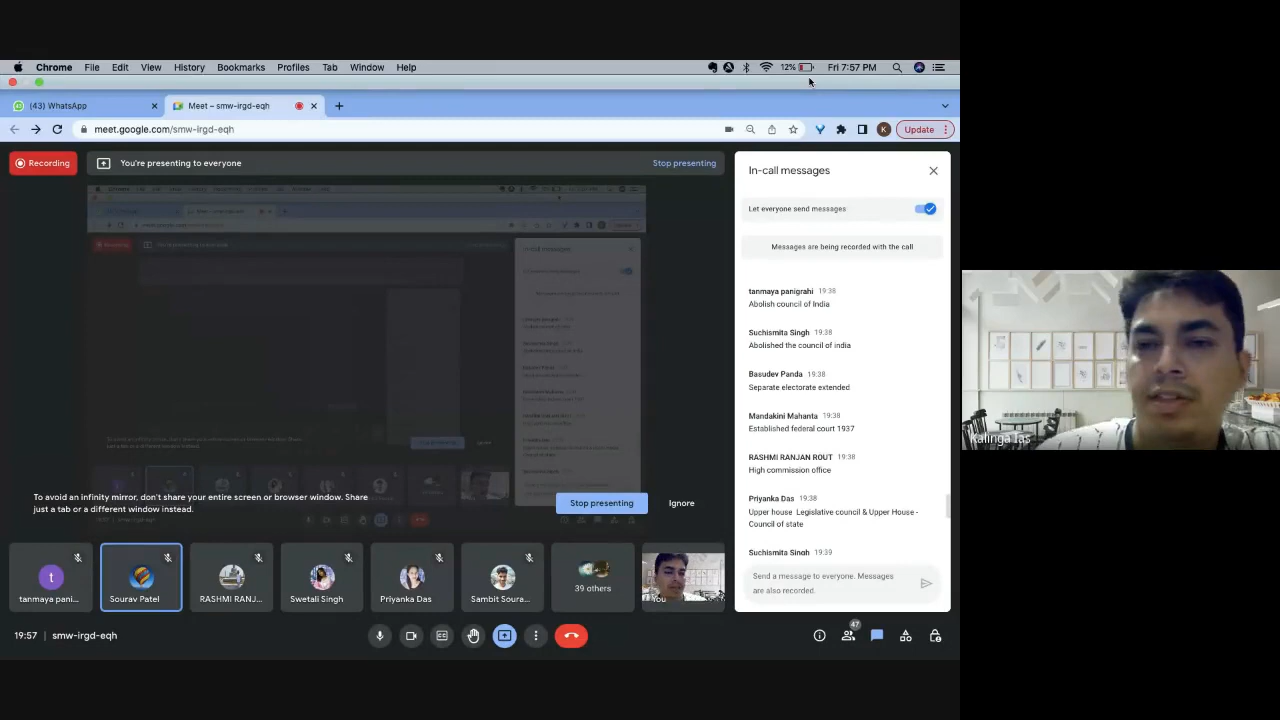 Chrome File Edit View History Bookmarks Profiles Tab Window Help 12% Fri 7:57 PM
(43) WhatsApp Meet – smw-irgd-eqh
meet.google.com/smw-irgd-eqh K Update
Recording You're presenting to everyone Stop presenting
In-call messages
Let everyone send messages
Messages are being recorded with the call
tanmaya panigrahi 19:38
Abolish council of India
Suchismita Singh 19:38
Abolished the council of india
Basudev Panda 19:38
Separate electorate extended
Mandakini Mahanta 19:38
Established federal court 1937
RASHMI RANJAN ROUT 19:38
High commission office
Priyanka Das 19:38
Upper house Legislative council & Upper House -
Council of state
Suchismita Singh 19:39
Send a message to everyone. Messages
are also recorded.
To avoid an infinity mirror, don't share your entire screen or browser window. Share
just a tab or a different window instead.
Stop presenting Ignore
t
tanmaya pani... Sourav Patel RASHMI RANJ... Swetali Singh Priyanka Das Sambit Soura... 39 others You
19:57 smw-irgd-eqh
47
Kalinga Ias